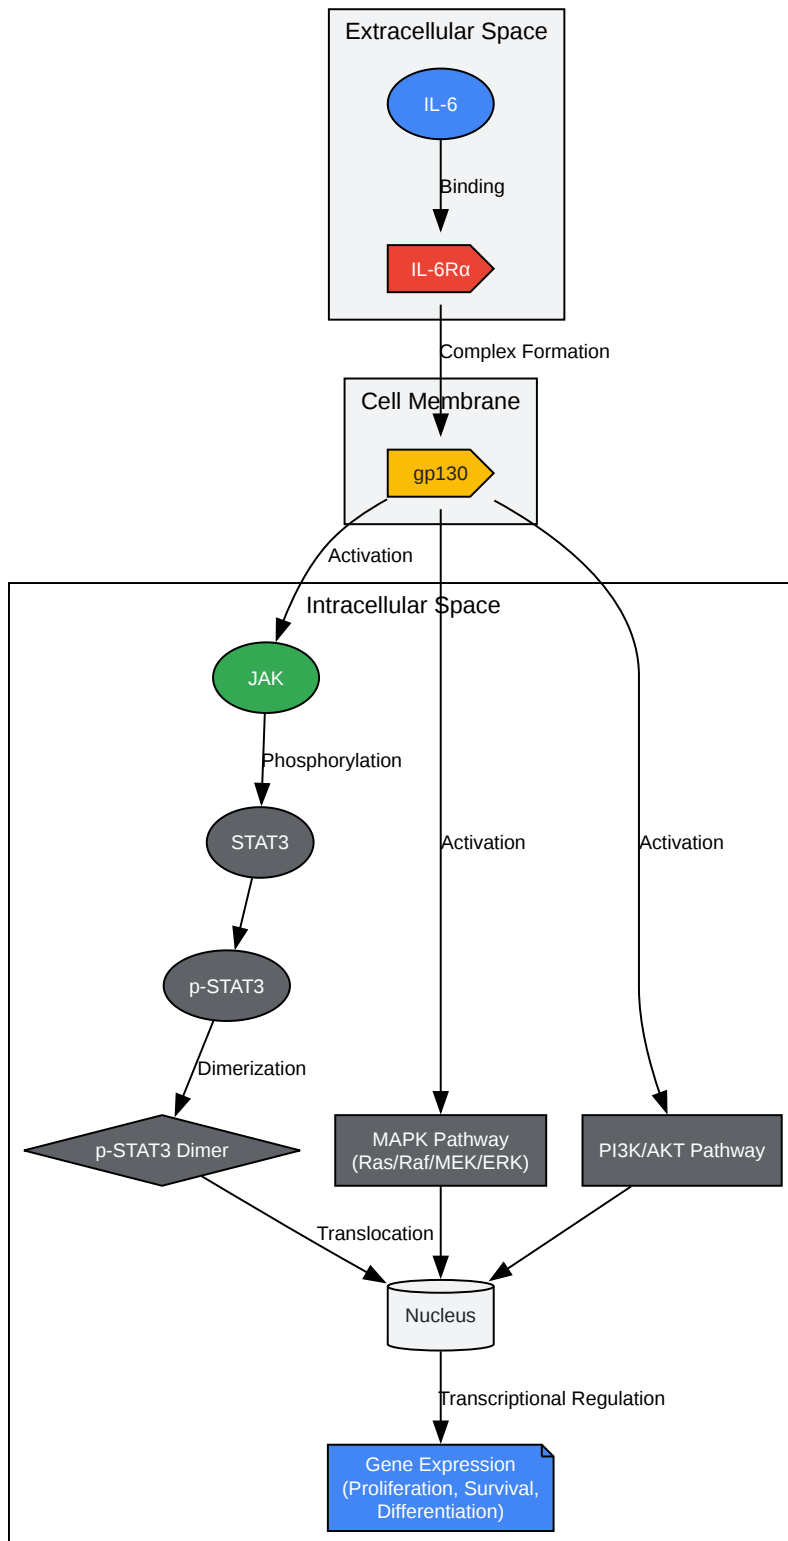 Extracellular Space
IL-6
Binding
IL-6Rα
Complex Formation
Cell Membrane
gp130
Activation
Intracellular Space
JAK
Phosphorylation
STAT3
Activation
Activation
p-STAT3
Dimerization
p-STAT3 Dimer
MAPK Pathway
(Ras/Raf/MEK/ERK)
PI3K/AKT Pathway
Translocation
Nucleus
Transcriptional Regulation
Gene Expression
(Proliferation, Survival,
Differentiation)